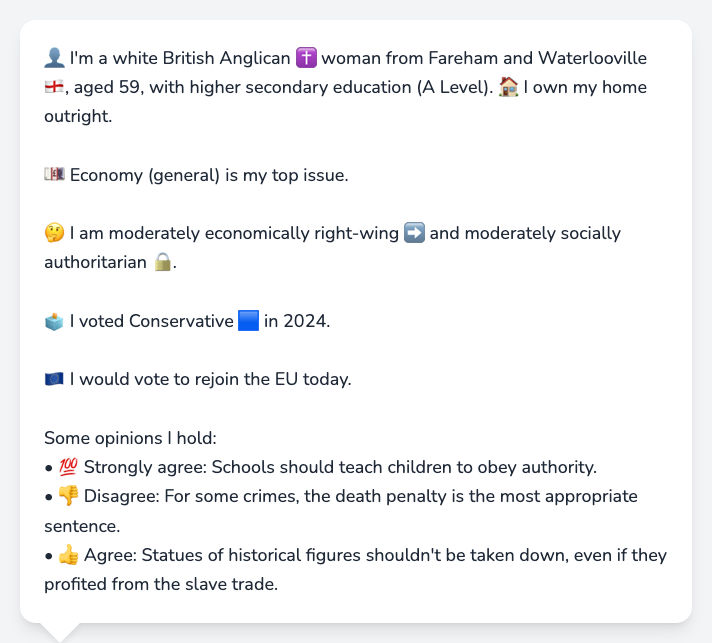 👤 I'm a white British Anglican ✝️ woman from Fareham and Waterlooville
🏴󠁧󠁢󠁥󠁮󠁧󠁿, aged 59, with higher secondary education (A Level). 🏠 I own my home
outright.
💷 Economy (general) is my top issue.
🤔 I am moderately economically right-wing ➡️ and moderately socially
authoritarian 🔒.
🗳️ I voted Conservative 🟦 in 2024.
🇪🇺 I would vote to rejoin the EU today.
Some opinions I hold:
• 💯 Strongly agree: Schools should teach children to obey authority.
• 👎 Disagree: For some crimes, the death penalty is the most appropriate
sentence.
• 👍 Agree: Statues of historical figures shouldn't be taken down, even if they
profited from the slave trade.